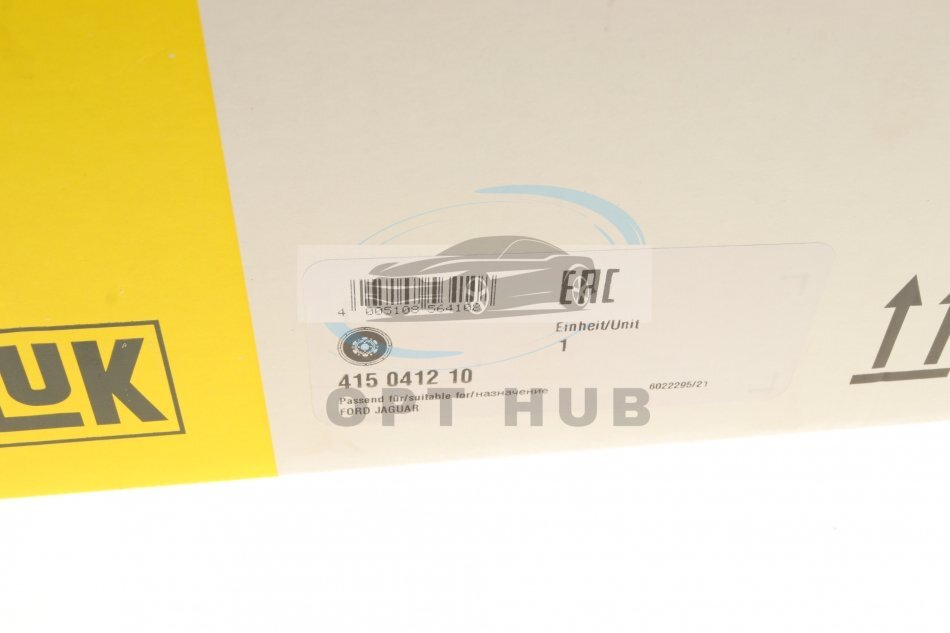 LUK
EAC
4 005108 564108
Einheit/Unit
1
415 0412 10
Passend für/suitable for/назначение
FORD JAGUAR
6022295/21
OPT HUB